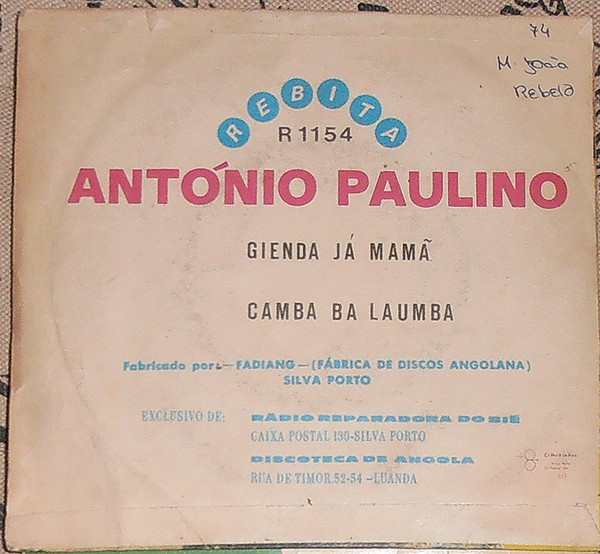 74
M. João
Rebelo
REBITA
R 1154
ANTÓNIO PAULINO
GIENDA JÁ MAMÃ
CAMBA BA LAUMBA
Fabricado por:—FADIANG—(FÁBRICA DE DISCOS ANGOLANA)
SILVA PORTO
EXCLUSIVO DE: RÁDIO REPARADORA DO BIÉ
CAIXA POSTAL 130-SILVA PORTO
DISCOTECA DE ANGOLA
RUA DE TIMOR, 52-54 -LUANDA